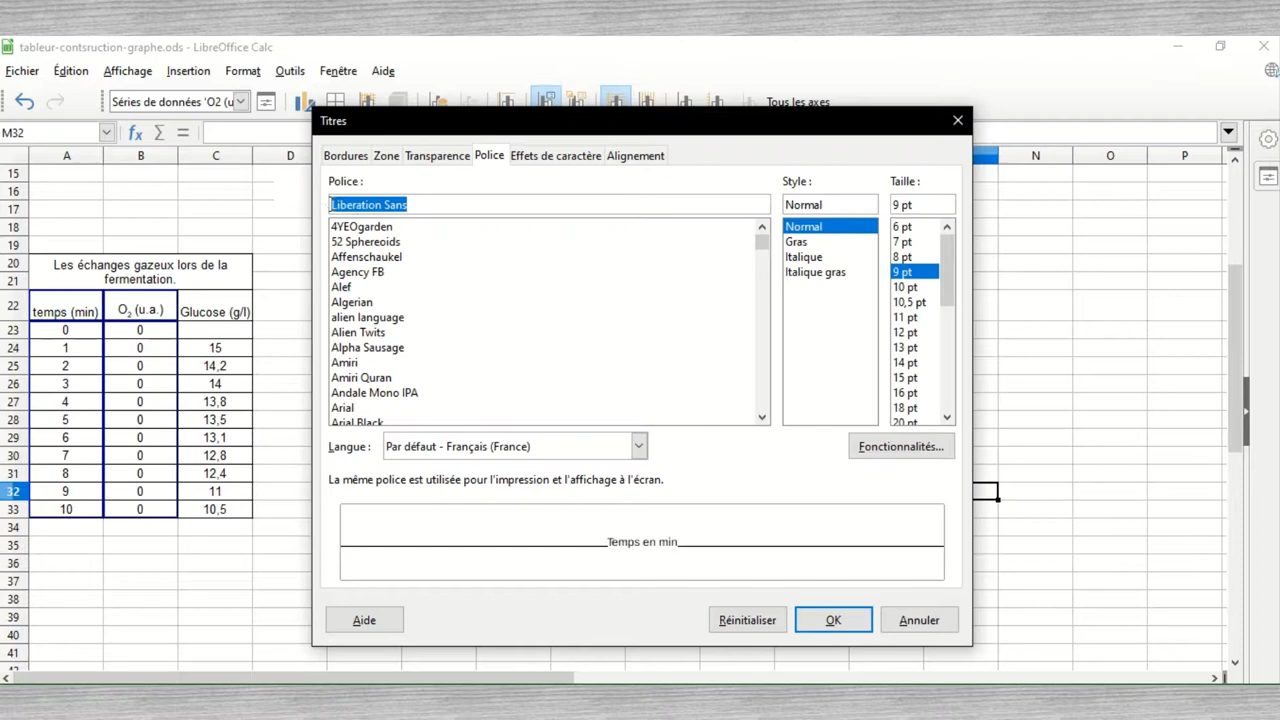 tableur-contsruction-graphe.ods - LibreOffice Calc
Fichier Édition Affichage Insertion Format Outils Fenêtre Aide
Séries de données 'O2 (u Tous les axes
M32
Titres
Bordures Zone Transparence Police Effets de caractère Alignement
Police : Style : Taille :
Liberation Sans Normal 9 pt
4YEOgarden Normal 6 pt
52 Sphereoids Gras 7 pt
Affenschaukel Italique 8 pt
Agency FB Italique gras 9 pt
Alef 10 pt
Algerian 10,5 pt
alien language 11 pt
Alien Twits 12 pt
Alpha Sausage 13 pt
Amiri 14 pt
Amiri Quran 15 pt
Andale Mono IPA 16 pt
Arial 18 pt
Arial Black 20 pt
Langue : Par défaut - Français (France) Fonctionnalités...
La même police est utilisée pour l'impression et l'affichage à l'écran.
Temps en min
Aide Réinitialiser OK Annuler
A B C D N O P
15
16
17
18
19
20 Les échanges gazeux lors de la
21 fermentation.
22 temps (min) O₂ (u.a.) Glucose (g/l)
23 0 0
24 1 0 15
25 2 0 14,2
26 3 0 14
27 4 0 13,8
28 5 0 13,5
29 6 0 13,1
30 7 0 12,8
31 8 0 12,4
32 9 0 11
33 10 0 10,5
34
35
36
37
38
39
40
41